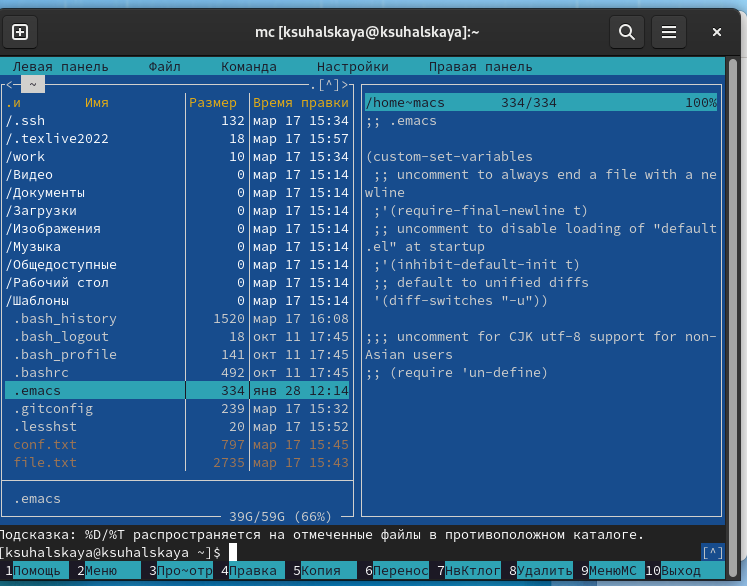 mc [ksuhalskaya@ksuhalskaya]:~
Левая панель Файл Команда Настройки Правая панель
<─ ~ .[^]>
.и Имя Размер Время правки
/.ssh 132 мар 17 15:34
/.texlive2022 18 мар 17 15:57
/work 10 мар 17 15:34
/Видео 0 мар 17 15:14
/Документы 0 мар 17 15:14
/Загрузки 0 мар 17 15:14
/Изображения 0 мар 17 15:14
/Музыка 0 мар 17 15:14
/Общедоступные 0 мар 17 15:14
/Рабочий стол 0 мар 17 15:14
/Шаблоны 0 мар 17 15:14
.bash_history 1520 мар 17 16:08
.bash_logout 18 окт 11 17:45
.bash_profile 141 окт 11 17:45
.bashrc 492 окт 11 17:45
.emacs 334 янв 28 12:14
.gitconfig 239 мар 17 15:32
.lesshst 20 мар 17 15:52
conf.txt 797 мар 17 15:45
file.txt 2735 мар 17 15:43
.emacs
39G/59G (66%)
/home~macs 334/334 100%
;; .emacs
(custom-set-variables
;; uncomment to always end a file with a ne
wline
;'(require-final-newline t)
;; uncomment to disable loading of "default
.el" at startup
;'(inhibit-default-init t)
;; default to unified diffs
'(diff-switches "-u"))
;;; uncomment for CJK utf-8 support for non-
Asian users
;; (require 'un-define)
Подсказка: %D/%T распространяется на отмеченные файлы в противоположном каталоге.
[ksuhalskaya@ksuhalskaya ~]$ [^]
1Помощь 2Меню 3Про~отр 4Правка 5Копия 6Перенос 7НвКтлог 8Удалить 9МенюMC 10Выход